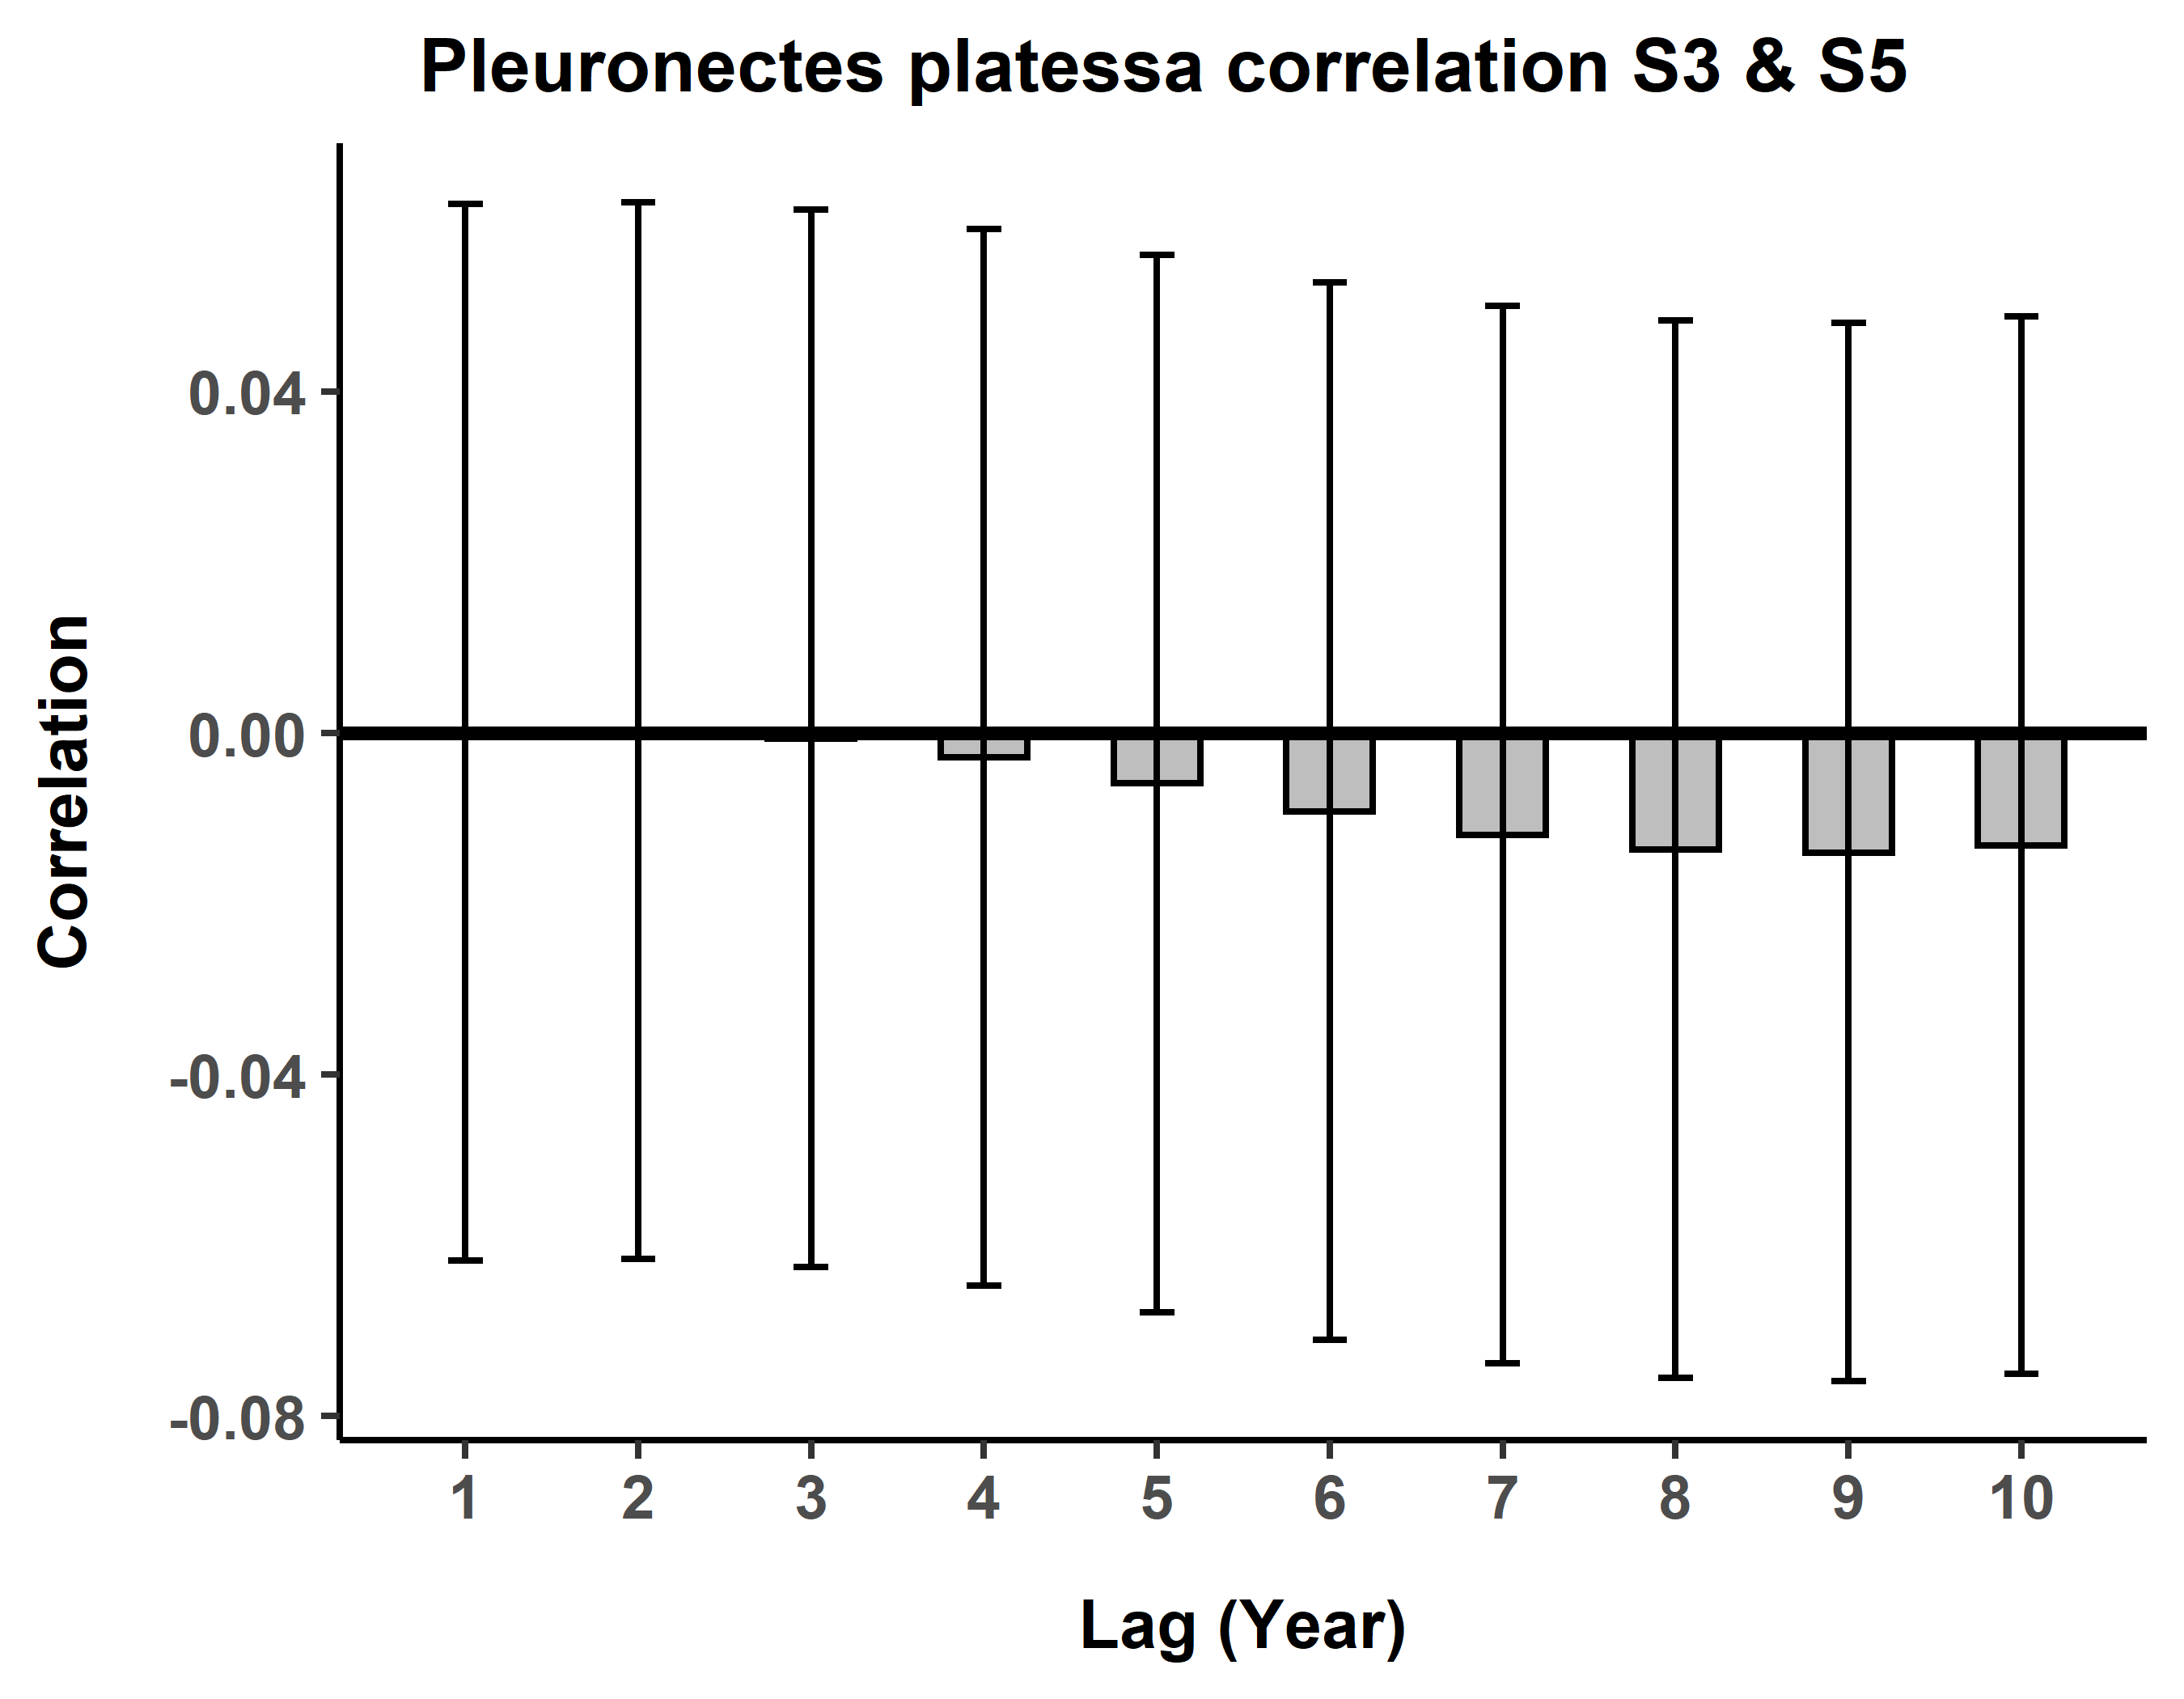 Pleuronectes platessa correlation S3 & S5
Correlation
0.04
0.00
-0.04
-0.08
1 2 3 4 5 6 7 8 9 10
Lag (Year)